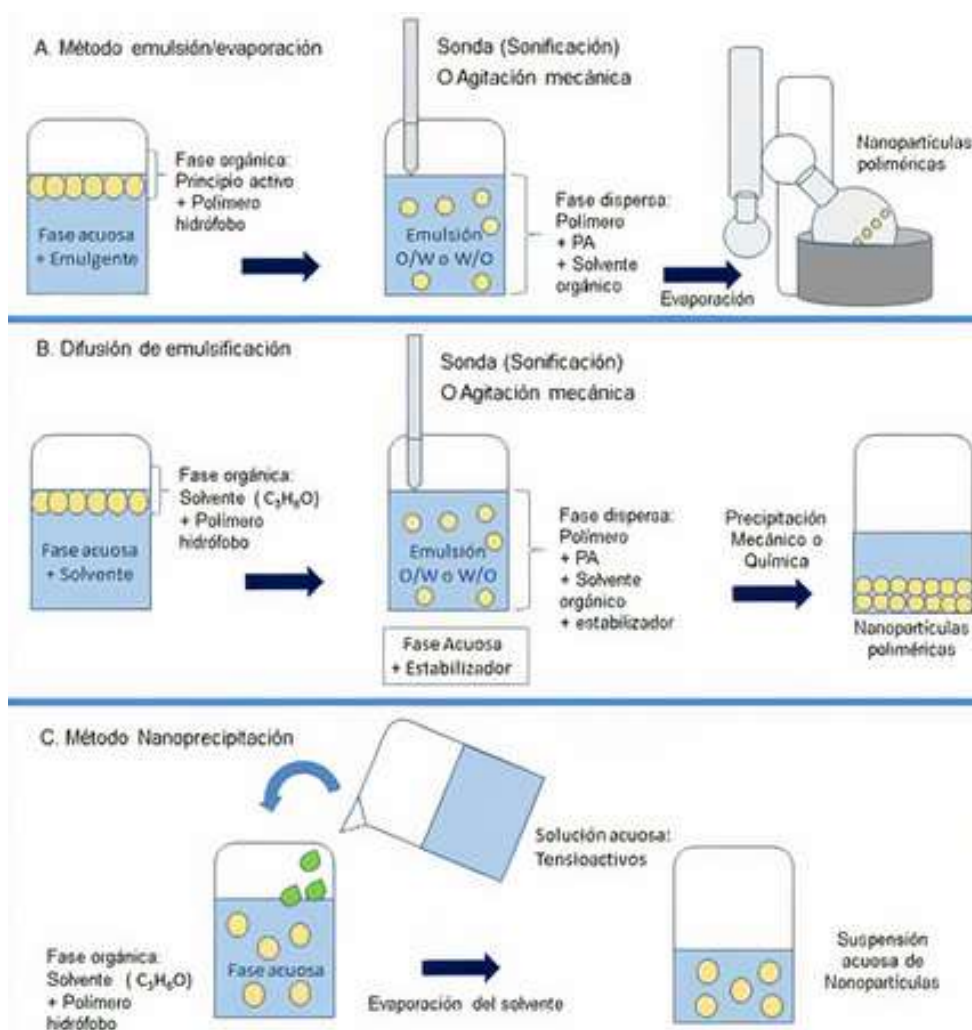 A. Método emulsión/evaporación
Sonda (Sonificación)
O Agitación mecánica
Fase orgánica:
Principio activo
+ Polímero
hidrófobo
Fase acuosa
+ Emulgente
Emulsión
O/W o W/O
Fase dispersa:
Polímero
+ PA
+ Solvente
orgánico
Evaporación
Nanopartículas
poliméricas
B. Difusión de emulsificación
Sonda (Sonificación)
O Agitación mecánica
Fase orgánica:
Solvente (C₃H₆O)
+ Polímero
hidrófobo
Fase acuosa
+ Solvente
Emulsión
O/W o W/O
Fase Acuosa
+ Estabilizador
Fase dispersa:
Polímero
+ PA
+ Solvente
orgánico
+ estabilizador
Precipitación
Mecánico o
Química
Nanopartículas
poliméricas
C. Método Nanoprecipitación
Solución acuosa:
Tensioactivos
Fase orgánica:
Solvente (C₃H₆O)
+ Polímero
hidrófobo
Fase acuosa
Evaporación del solvente
Suspensión
acuosa de
Nonopartículas